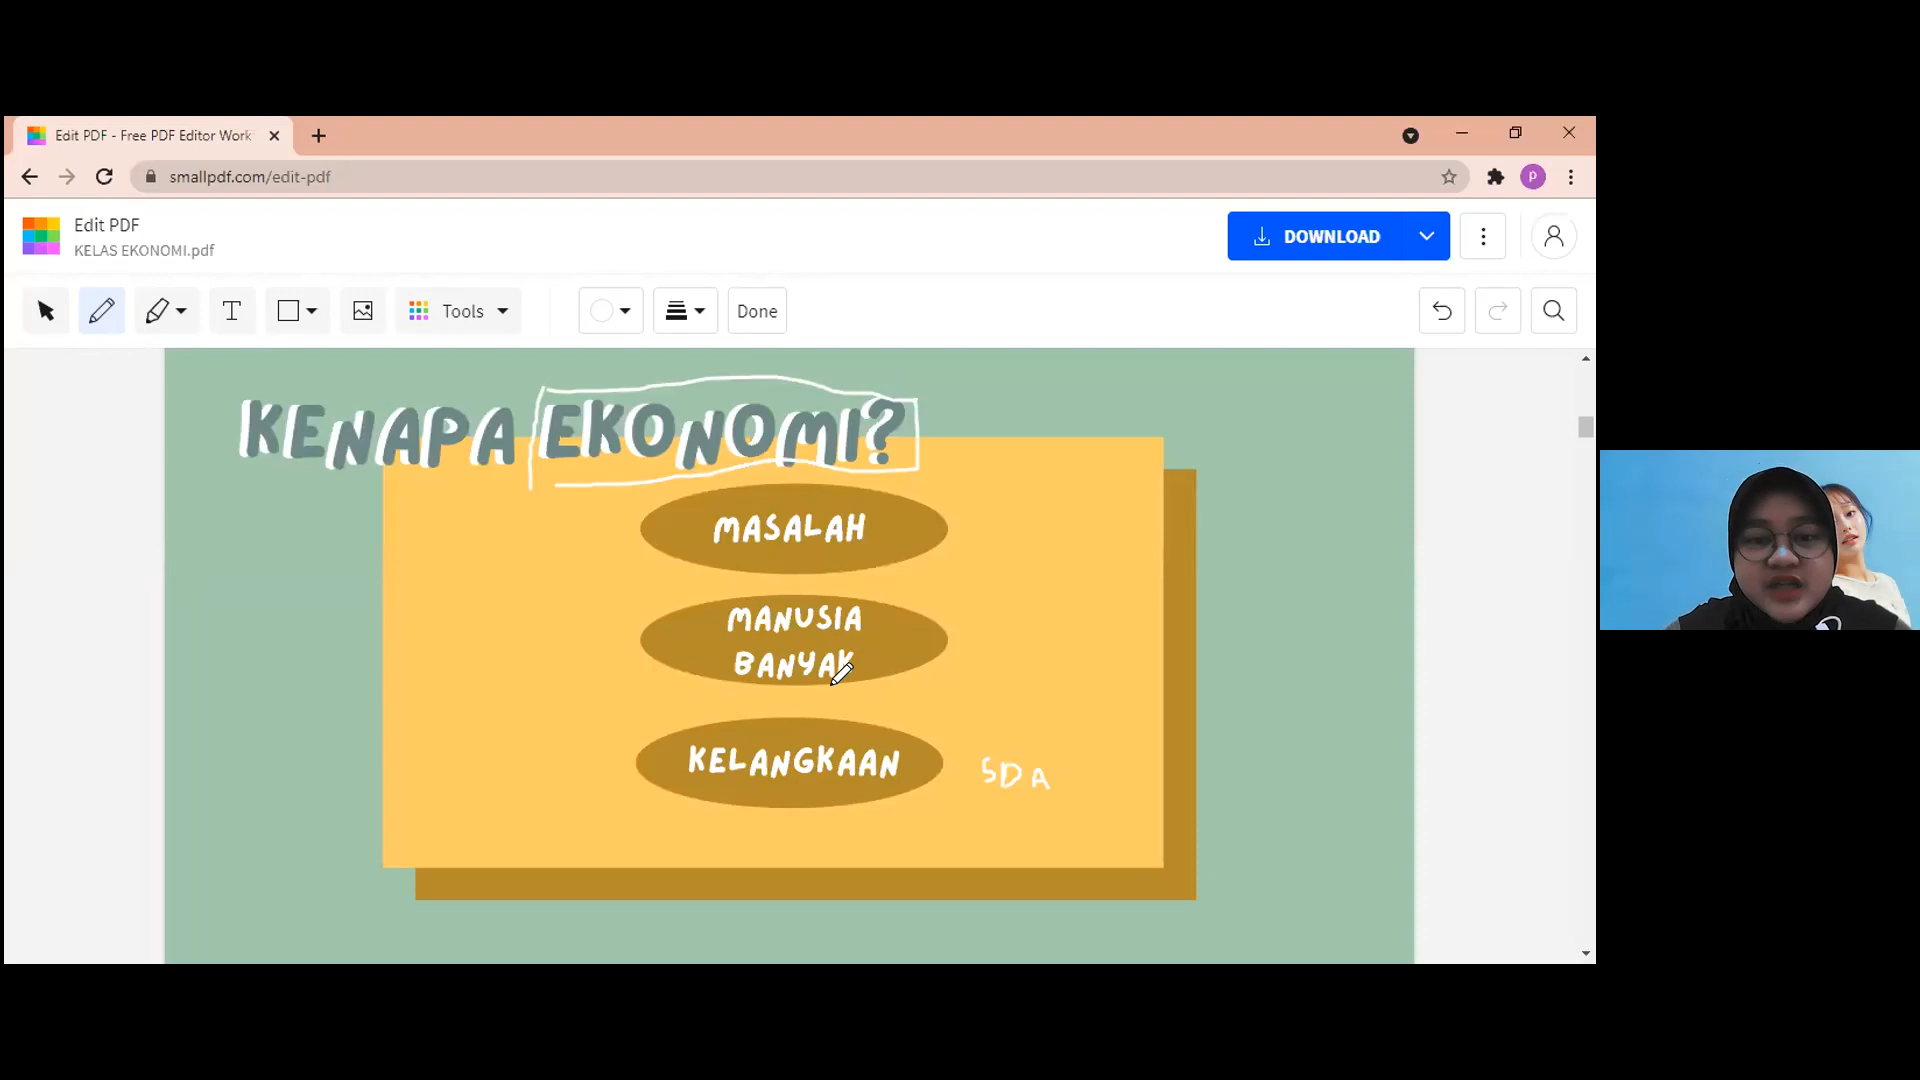 Edit PDF - Free PDF Editor Work
smallpdf.com/edit-pdf
P
Edit PDF
KELAS EKONOMI.pdf
DOWNLOAD
T
Tools
Done
KENAPA EKONOMI?
MASALAH
MANUSIA
BANYAK
KELANGKAAN
SDA